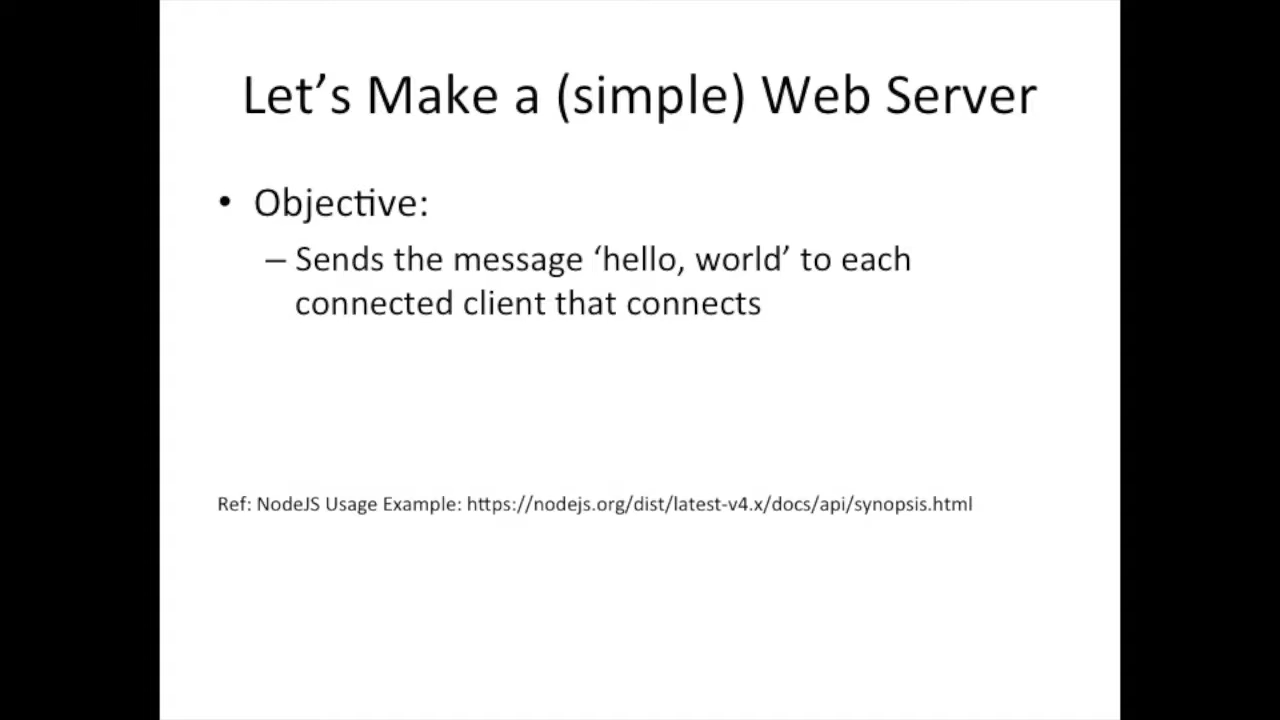 Let’s Make a (simple) Web Server
• Objective:
– Sends the message ‘hello, world’ to each
connected client that connects
Ref: NodeJS Usage Example: https://nodejs.org/dist/latest-v4.x/docs/api/synopsis.html